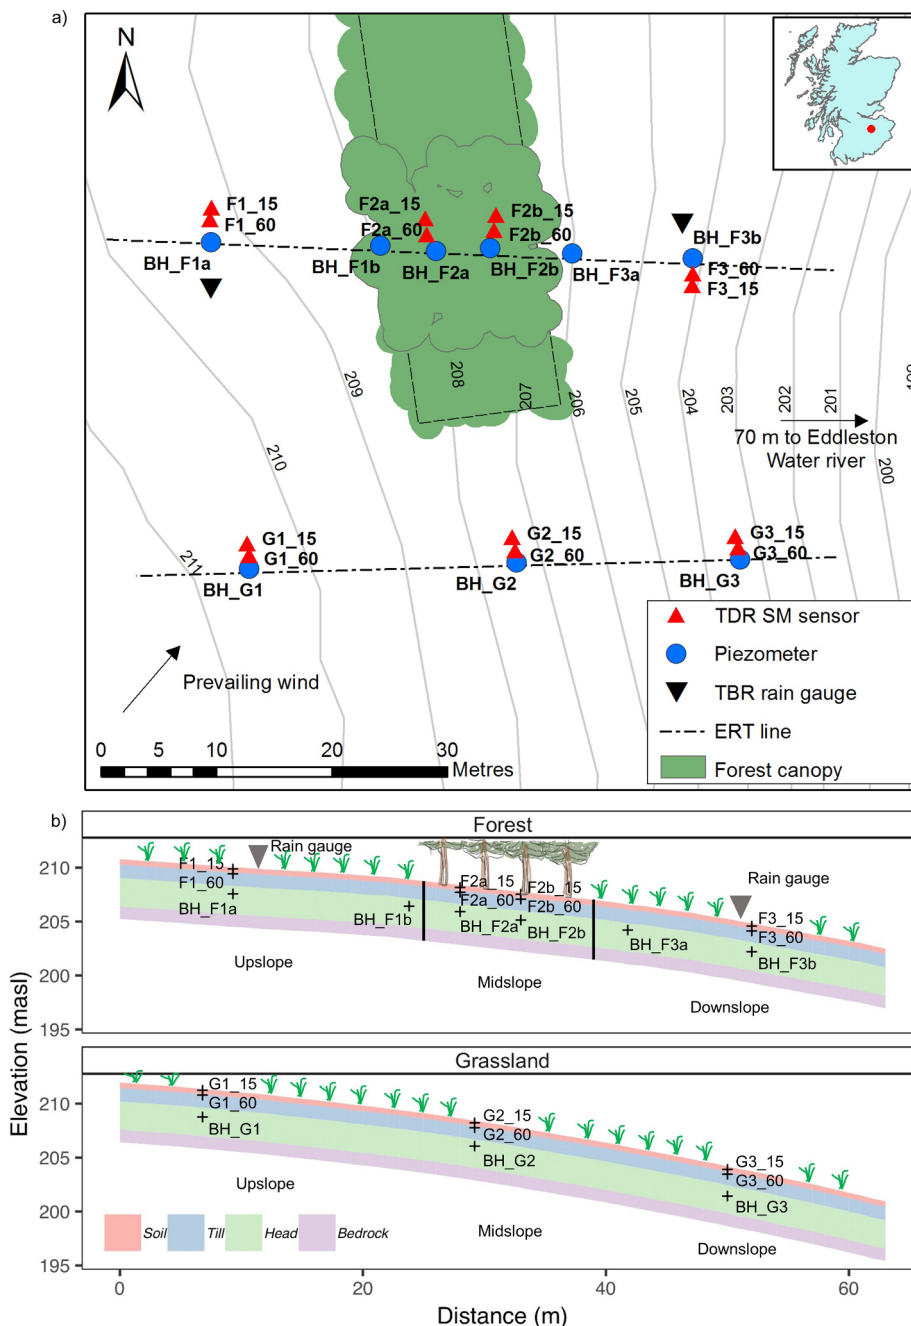 a)
N
F1_15
F1_60
BH_F1a
F2a_15
F2a_60
BH_F1b
BH_F2a
F2b_15
F2b_60
BH_F2b
BH_F3a
BH_F3b
F3_60
F3_15
208
207
206
205
204
203
202
201
200
209
210
211
70 m to Eddleston
Water river
G1_15
G1_60
BH_G1
G2_15
G2_60
BH_G2
G3_15
G3_60
BH_G3
Prevailing wind
0 5 10 12 20 30
Metres
TDR SM sensor
Piezometer
TBR rain gauge
ERT line
Forest canopy
b)
Forest
210
205
200
195
F1_15
F1_60
BH_F1a
Rain gauge
BH_F1b
F2a_15
F2a_60
BH_F2a
F2b_15
F2b_60
BH_F2b
BH_F3a
Rain gauge
F3_15
F3_60
BH_F3b
Upslope
Midslope
Downslope
Elevation (masl)
Grassland
210
205
200
195
G1_15
G1_60
BH_G1
G2_15
G2_60
BH_G2
G3_15
G3_60
BH_G3
Upslope
Midslope
Downslope
Soil Till Head Bedrock
0 20 40 60
Distance (m)